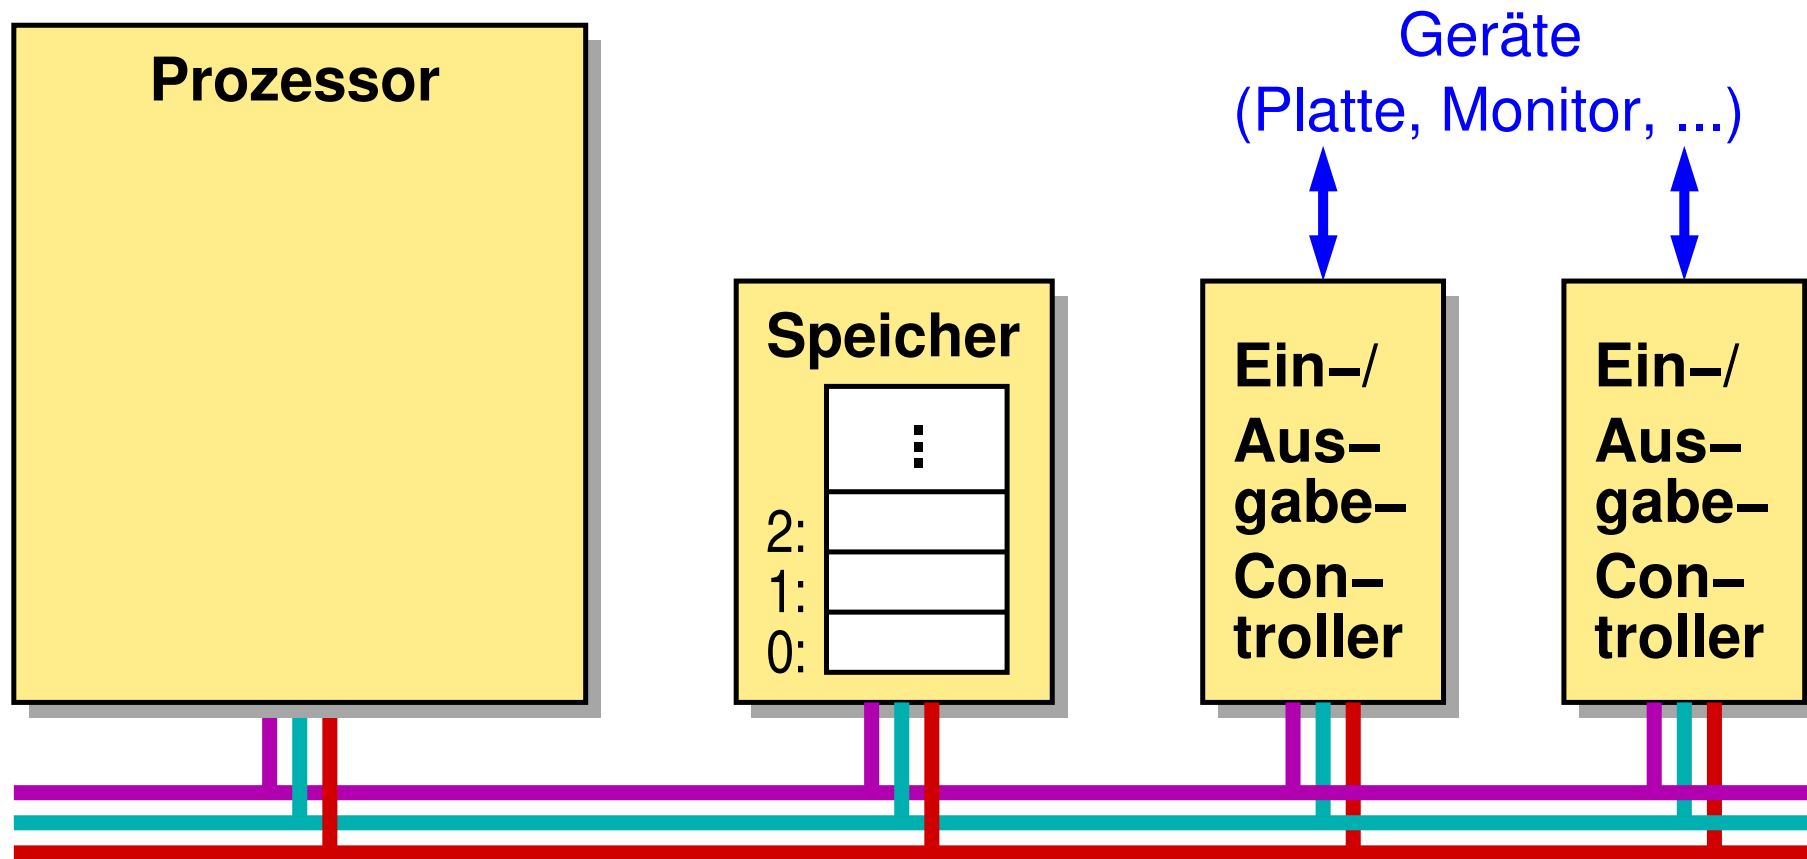 Prozessor
Geräte
(Platte, Monitor, ...)
Speicher
⋮
2:
1:
0:
Ein–/
Aus–
gabe–
Con–
troller
Ein–/
Aus–
gabe–
Con–
troller